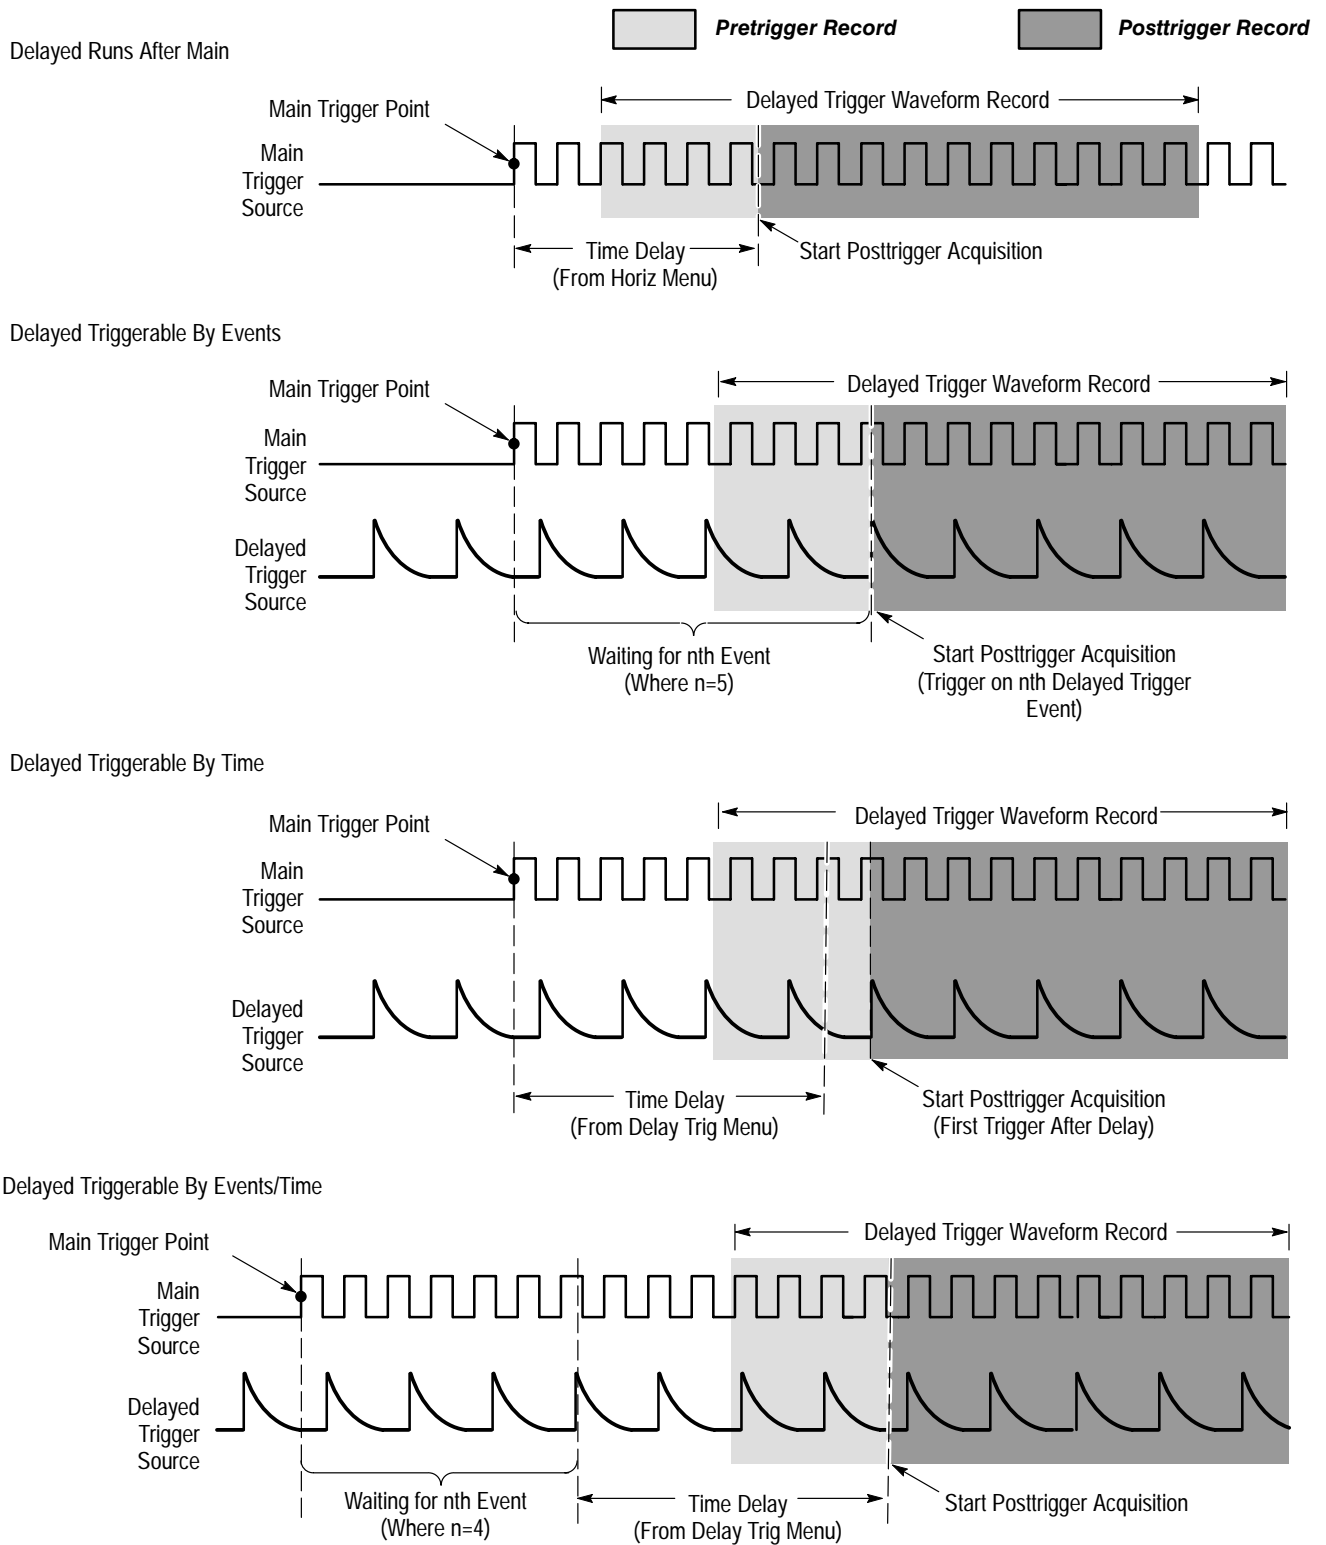 Pretrigger Record
Posttrigger Record
Delayed Runs After Main
Delayed Trigger Waveform Record
Main Trigger Point
Main
Trigger
Source
Time Delay
(From Horiz Menu)
Start Posttrigger Acquisition
Delayed Triggerable By Events
Delayed Trigger Waveform Record
Main Trigger Point
Main
Trigger
Source
Delayed
Trigger
Source
Waiting for nth Event
(Where n=5)
Start Posttrigger Acquisition
(Trigger on nth Delayed Trigger
Event)
Delayed Triggerable By Time
Delayed Trigger Waveform Record
Main Trigger Point
Main
Trigger
Source
Delayed
Trigger
Source
Time Delay
(From Delay Trig Menu)
Start Posttrigger Acquisition
(First Trigger After Delay)
Delayed Triggerable By Events/Time
Delayed Trigger Waveform Record
Main Trigger Point
Main
Trigger
Source
Delayed
Trigger
Source
Waiting for nth Event
(Where n=4)
Time Delay
(From Delay Trig Menu)
Start Posttrigger Acquisition